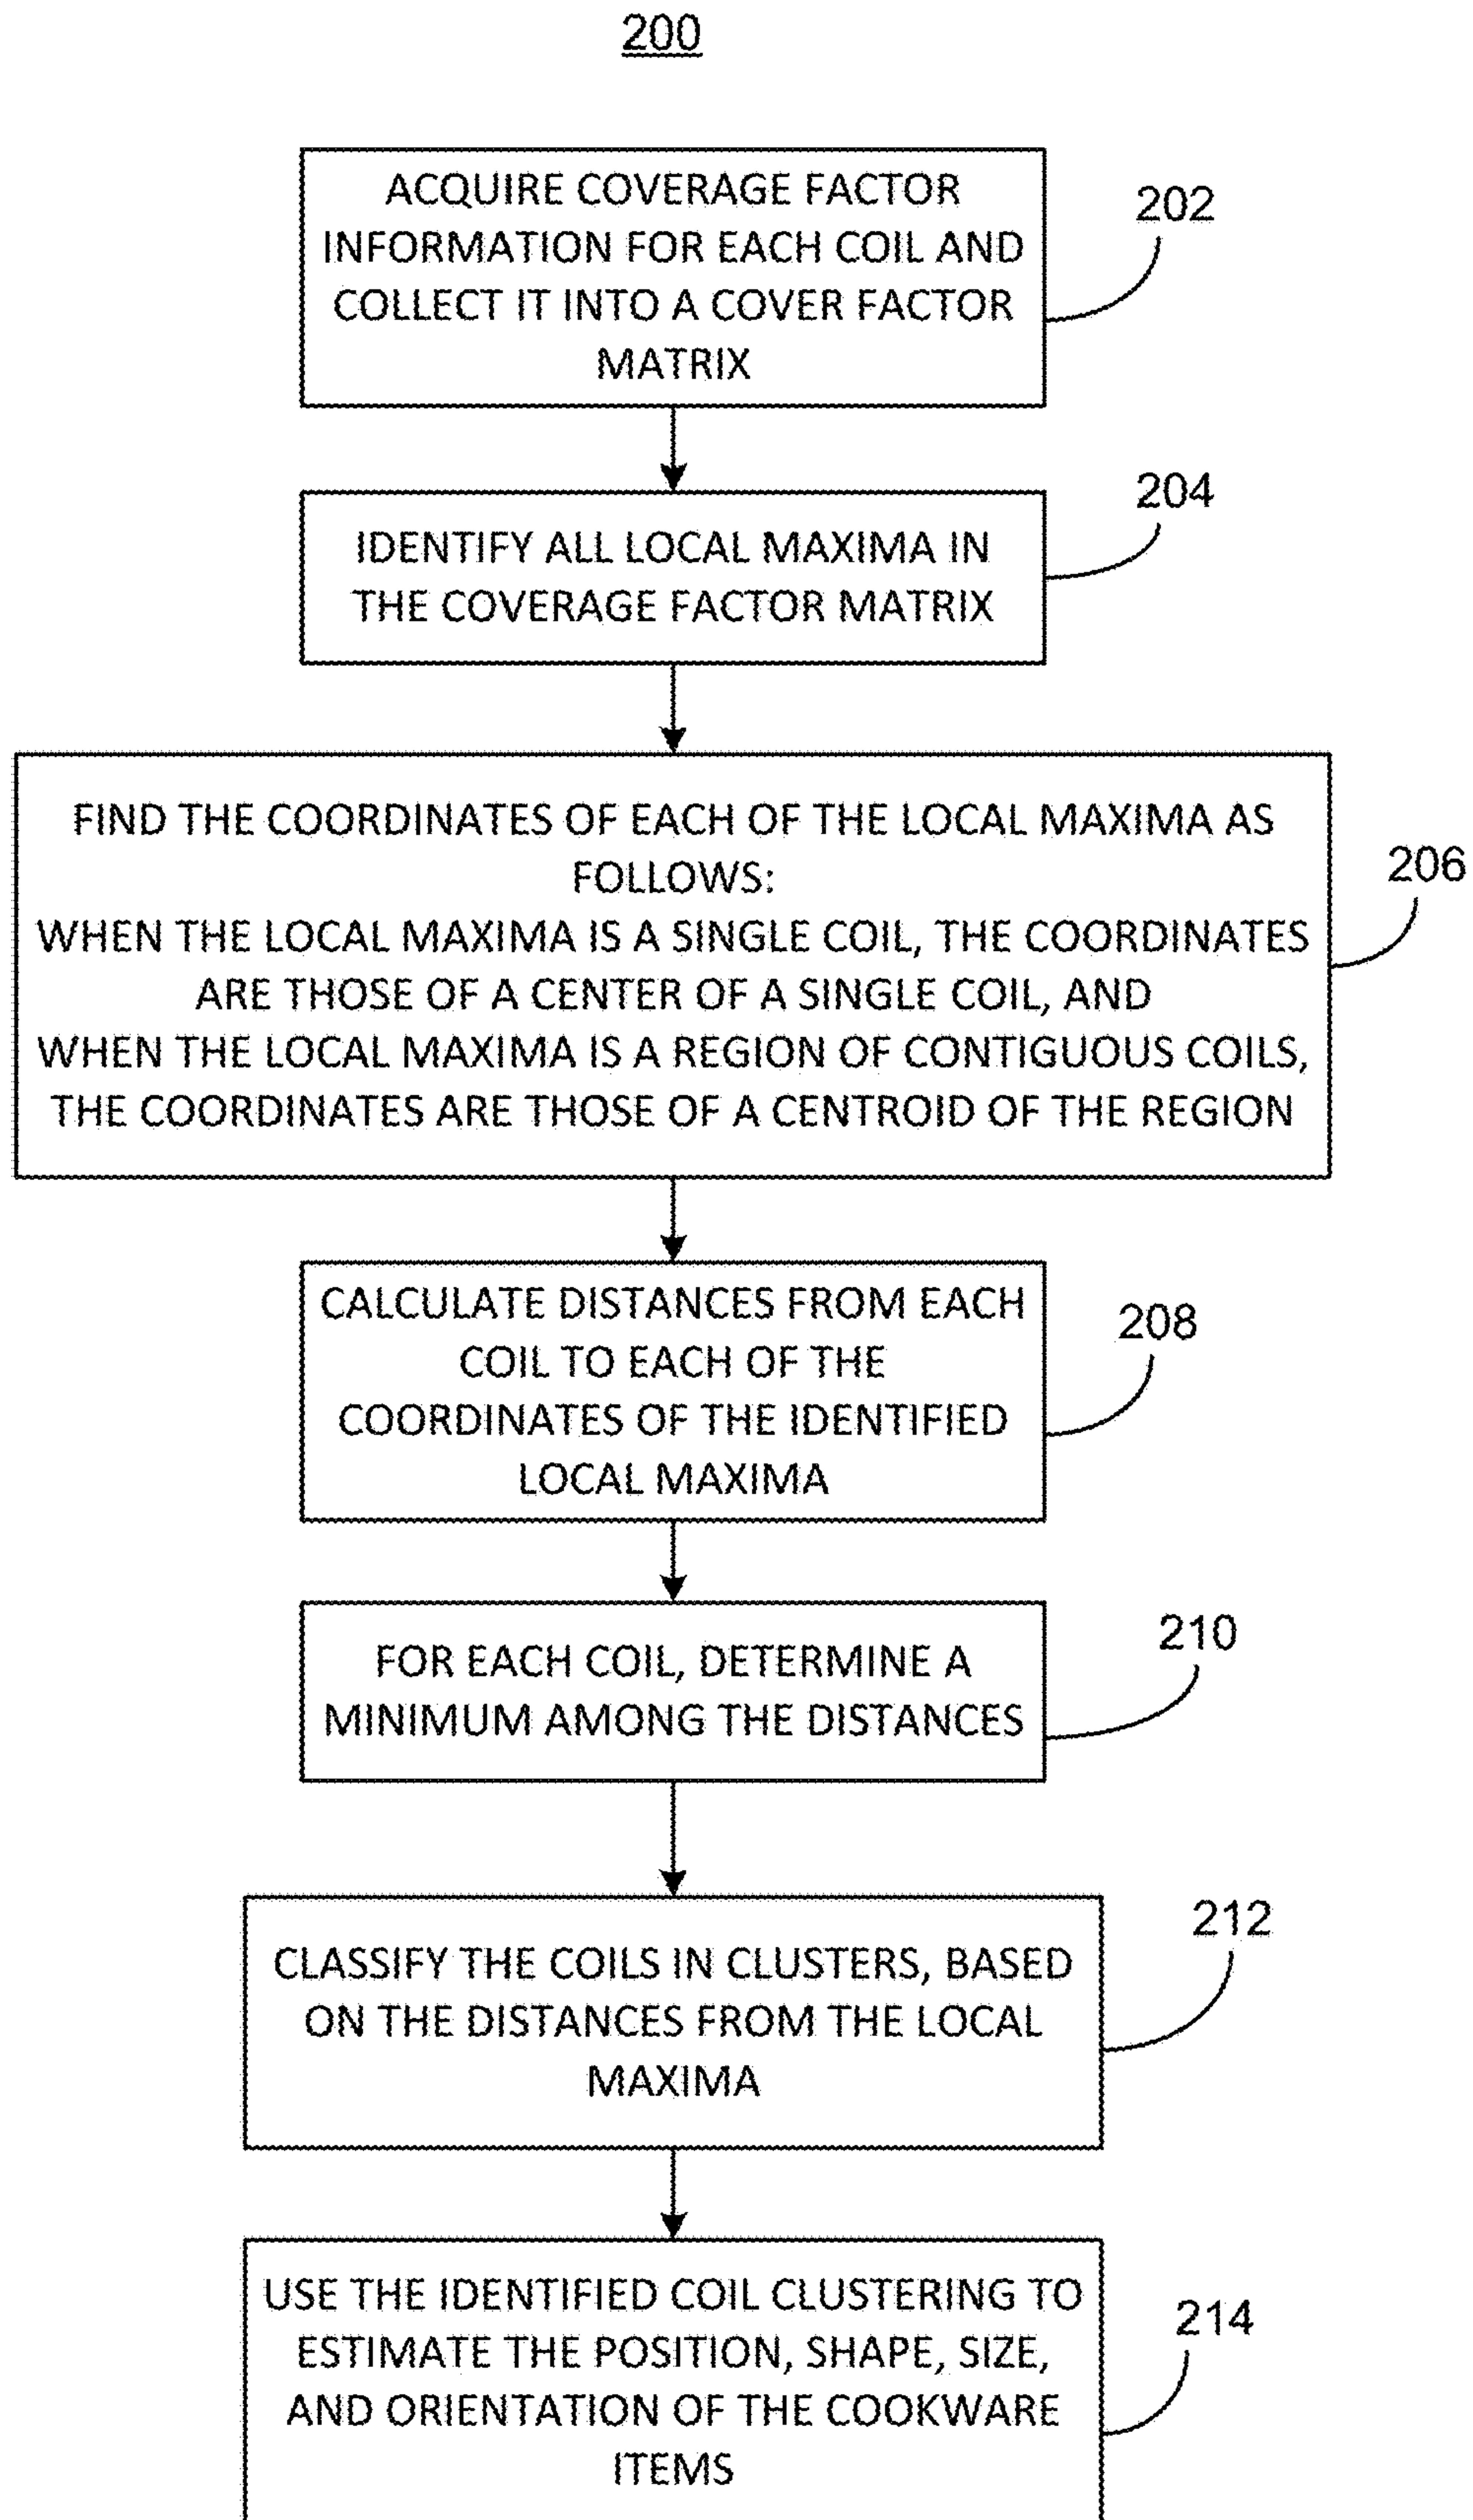 200
ACQUIRE COVERAGE FACTOR
INFORMATION FOR EACH COIL AND
COLLECT IT INTO A COVER FACTOR
MATRIX
202
IDENTIFY ALL LOCAL MAXIMA IN
THE COVERAGE FACTOR MATRIX
204
FIND THE COORDINATES OF EACH OF THE LOCAL MAXIMA AS
FOLLOWS:
WHEN THE LOCAL MAXIMA IS A SINGLE COIL, THE COORDINATES
ARE THOSE OF A CENTER OF A SINGLE COIL, AND
WHEN THE LOCAL MAXIMA IS A REGION OF CONTIGUOUS COILS,
THE COORDINATES ARE THOSE OF A CENTROID OF THE REGION
206
CALCULATE DISTANCES FROM EACH
COIL TO EACH OF THE
COORDINATES OF THE IDENTIFIED
LOCAL MAXIMA
208
FOR EACH COIL, DETERMINE A
MINIMUM AMONG THE DISTANCES
210
CLASSIFY THE COILS IN CLUSTERS, BASED
ON THE DISTANCES FROM THE LOCAL
MAXIMA
212
USE THE IDENTIFIED COIL CLUSTERING TO
ESTIMATE THE POSITION, SHAPE, SIZE,
AND ORIENTATION OF THE COOKWARE
ITEMS
214